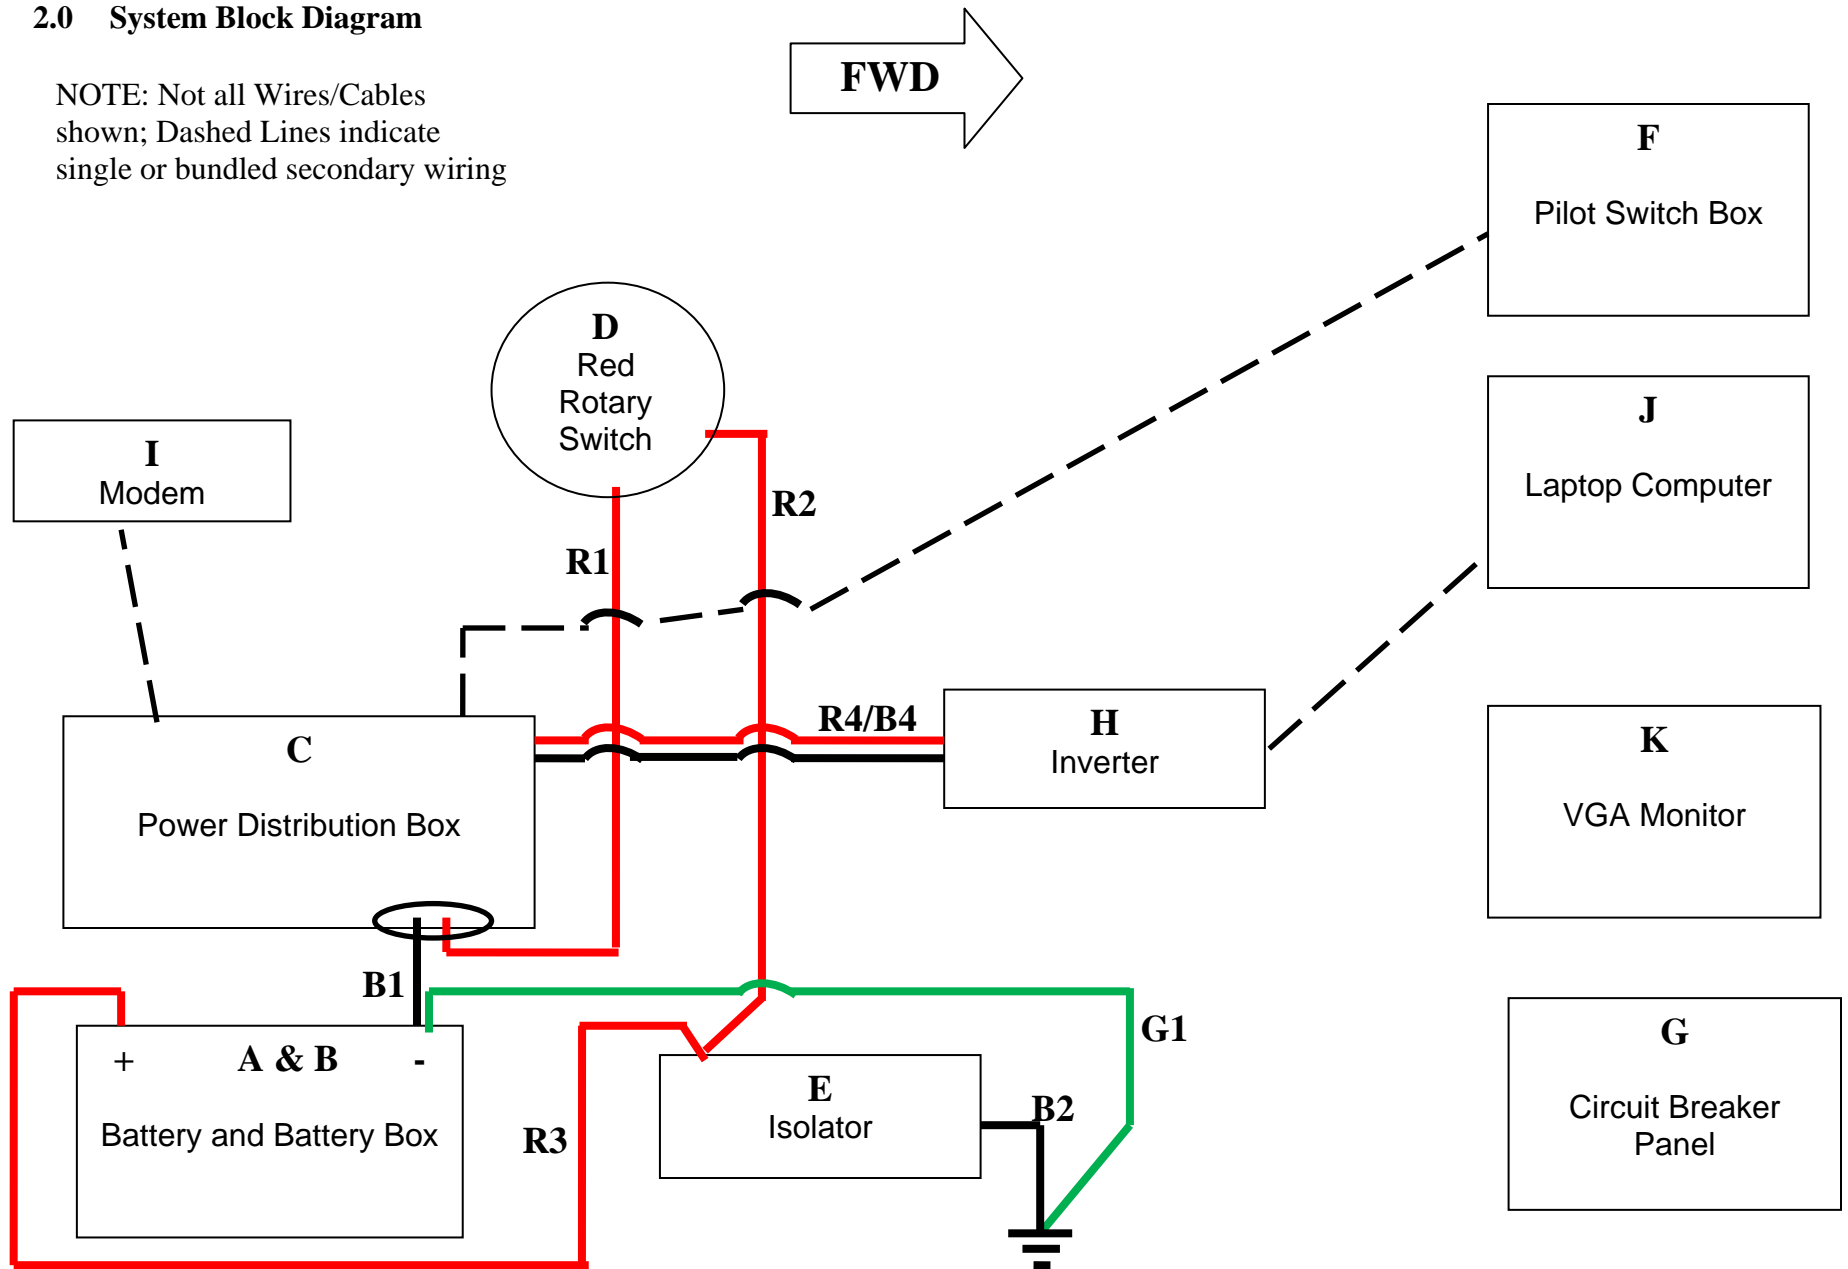 2.0 System Block Diagram
NOTE: Not all Wires/Cables
shown; Dashed Lines indicate
single or bundled secondary wiring
FWD
F
Pilot Switch Box
D
Red
Rotary
Switch
J
Laptop Computer
I
Modem
R2
R1
R4/B4
H
Inverter
K
VGA Monitor
C
Power Distribution Box
B1
G1
+
A & B
-
Battery and Battery Box
R3
E
Isolator
B2
G
Circuit Breaker
Panel